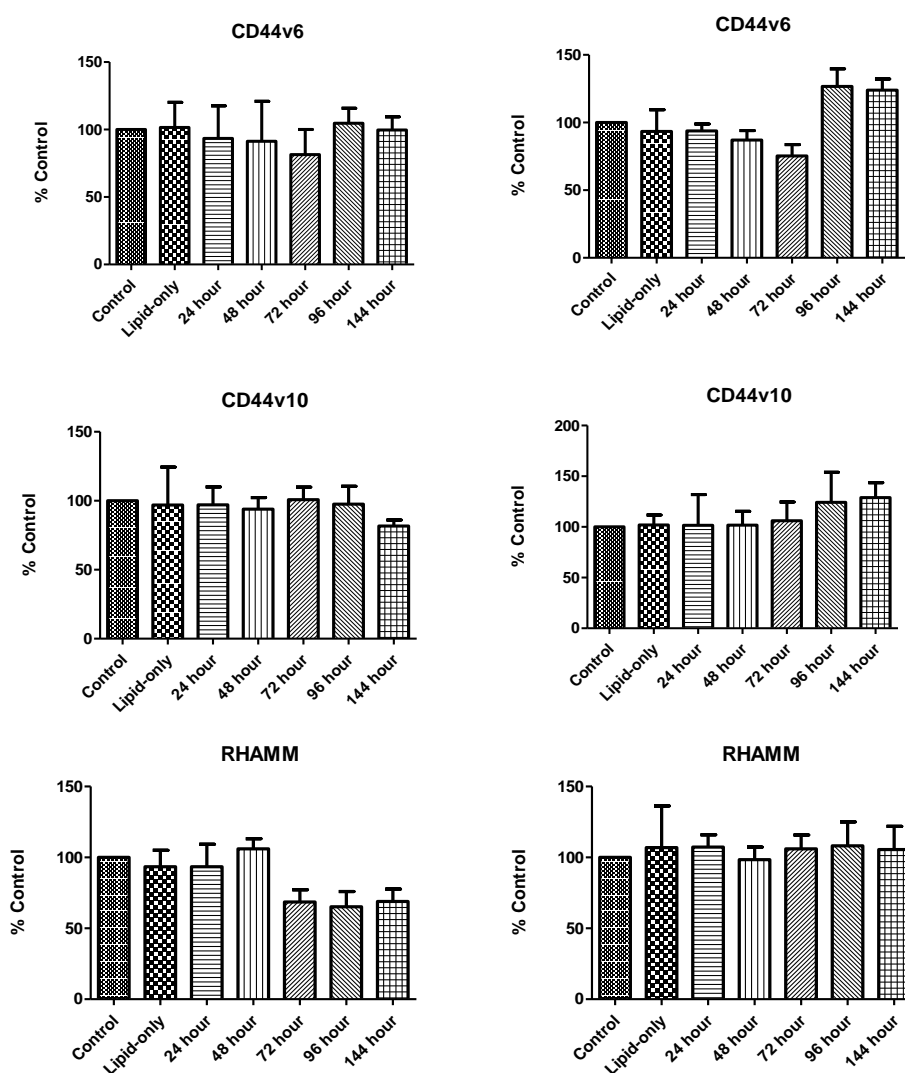 CD44v6
% Control
150
100
50
0
Control
Lipid-only
24 hour
48 hour
72 hour
96 hour
144 hour
CD44v6
% Control
150
100
50
0
Control
Lipid-only
24 hour
48 hour
72 hour
96 hour
144 hour
CD44v10
% Control
150
100
50
0
Control
Lipid-only
24 hour
48 hour
72 hour
96 hour
144 hour
CD44v10
% Control
200
150
100
50
0
Control
Lipid-only
24 hour
48 hour
72 hour
96 hour
144 hour
RHAMM
% Control
150
100
50
0
Control
Lipid-only
24 hour
48 hour
72 hour
96 hour
144 hour
RHAMM
% Control
150
100
50
0
Control
Lipid-only
24 hour
48 hour
72 hour
96 hour
144 hour